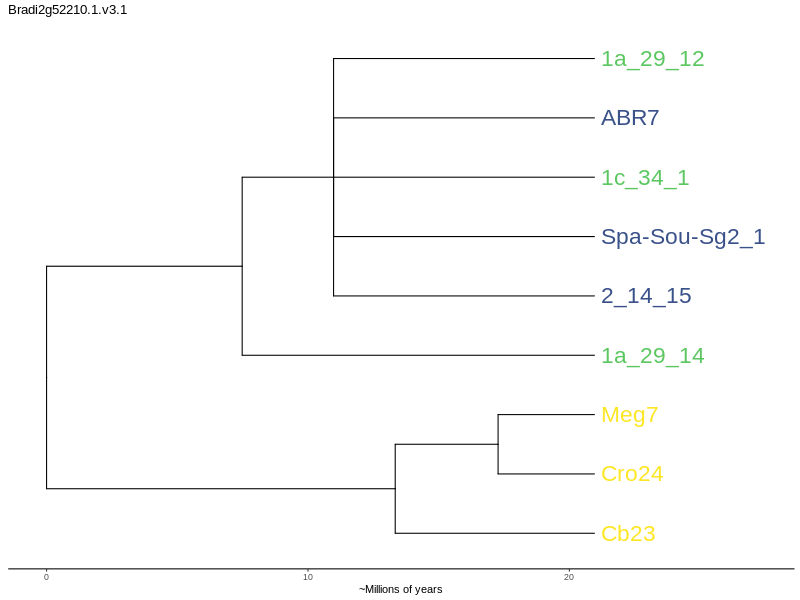 Bradi2g52210.1.v3.1
1a_29_12
ABR7
1c_34_1
Spa-Sou-Sg2_1
2_14_15
1a_29_14
Meg7
Cro24
Cb23
0 10 20
~Millions of years